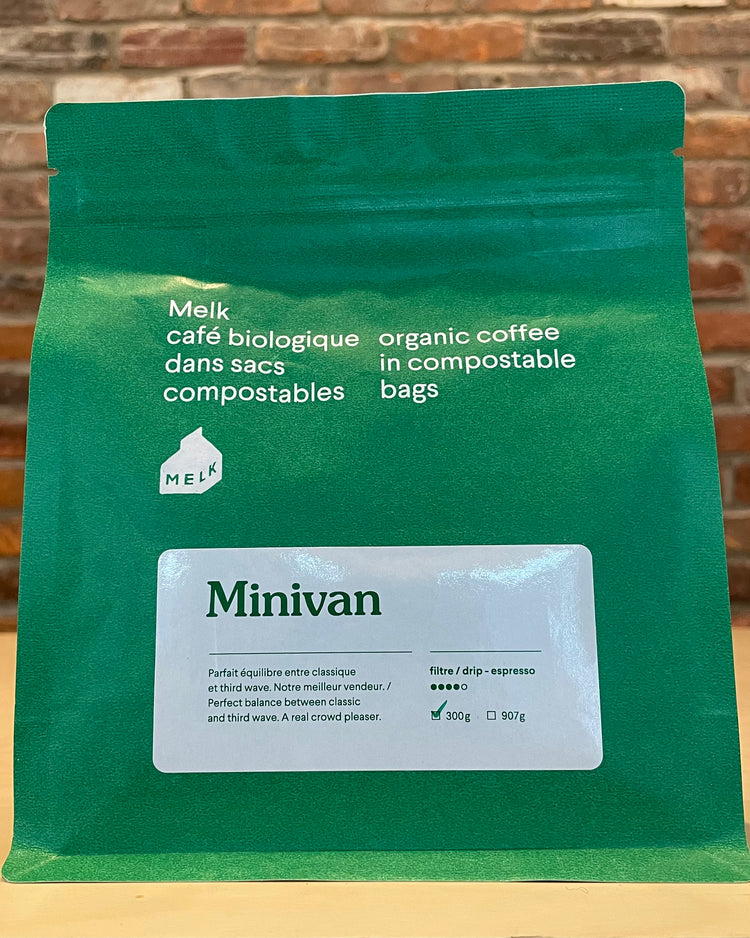 Melk
café biologique
dans sacs
compostables
organic coffee
in compostable
bags
MELK
Minivan
Parfait équilibre entre classique
et third wave. Notre meilleur vendeur. /
Perfect balance between classic
and third wave. A real crowd pleaser.
filtre / drip - espresso
300g 907g